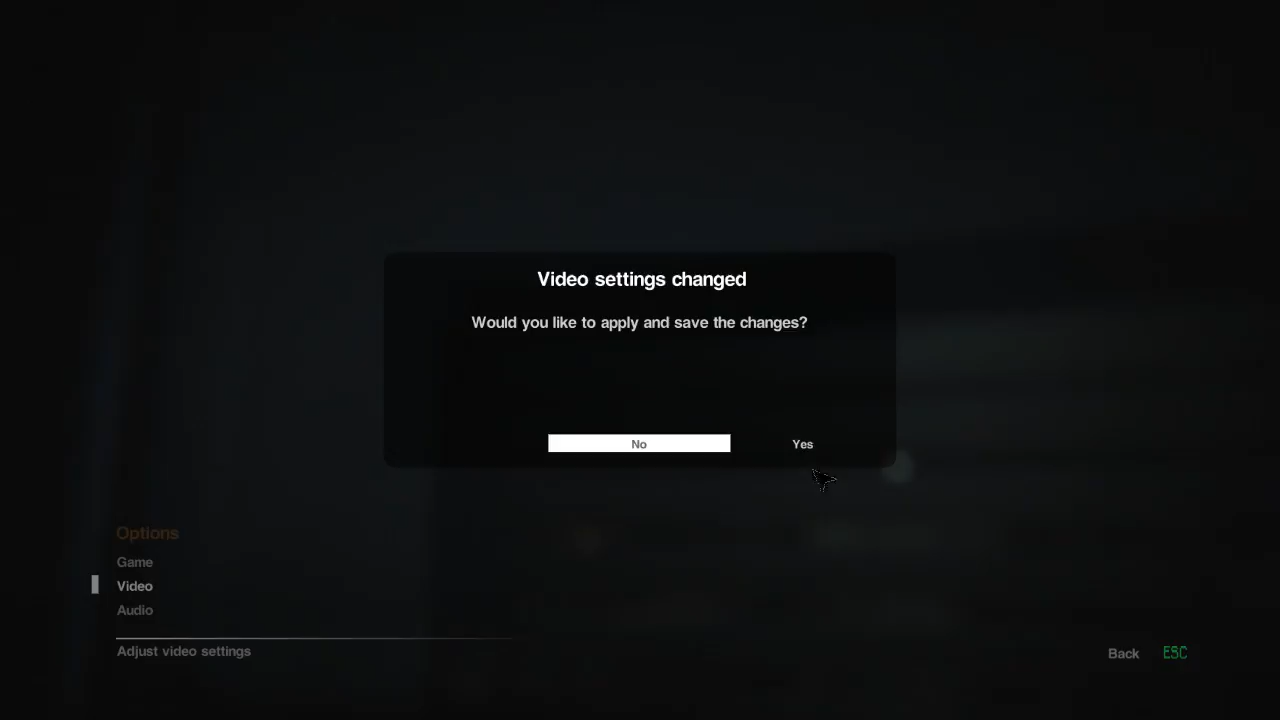 Video settings changed
Would you like to apply and save the changes?
No
Yes
Options
Game
Video
Audio
Adjust video settings
Back ESC